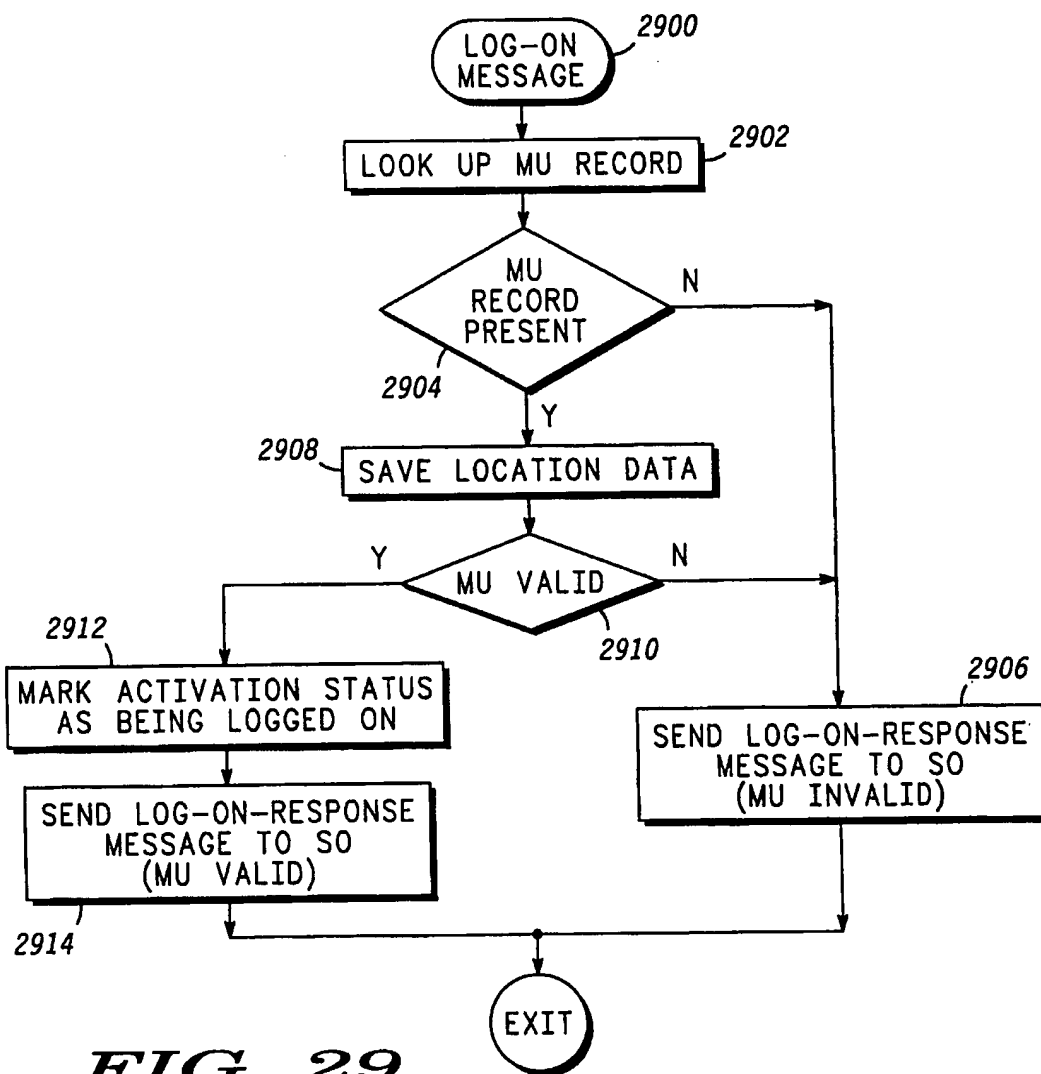 LOG-ON
MESSAGE
2900
LOOK UP MU RECORD
2902
MU
RECORD
PRESENT
N
2904
Y
2908
SAVE LOCATION DATA
Y
MU VALID
N
2910
2912
MARK ACTIVATION STATUS
AS BEING LOGGED ON
2906
SEND LOG-ON-RESPONSE
MESSAGE TO SO
(MU INVALID)
SEND LOG-ON-RESPONSE
MESSAGE TO SO
(MU VALID)
2914
EXIT
FIG. 29